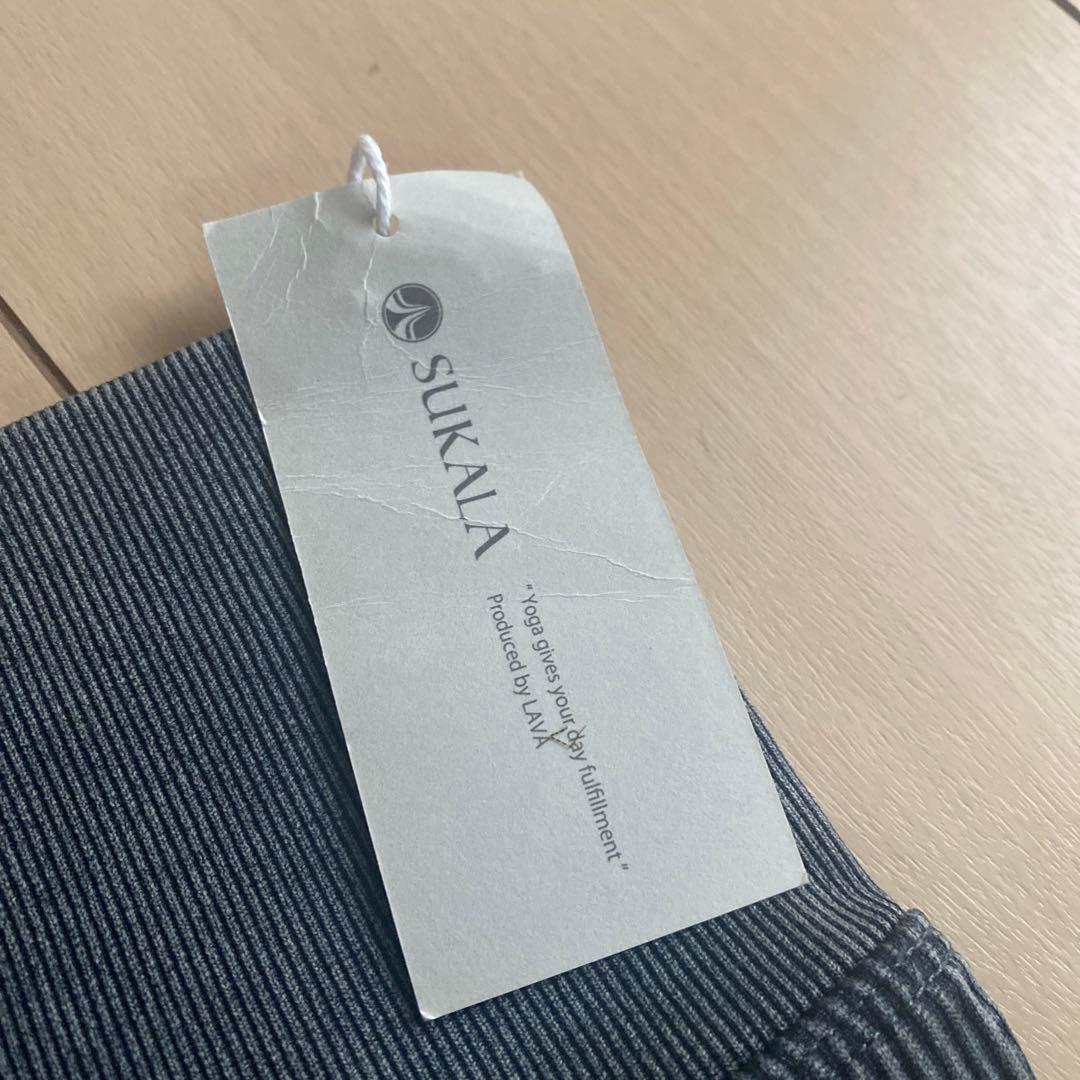 SUKALA
" Yoga gives your day fulfillment "
Produced by LAVA